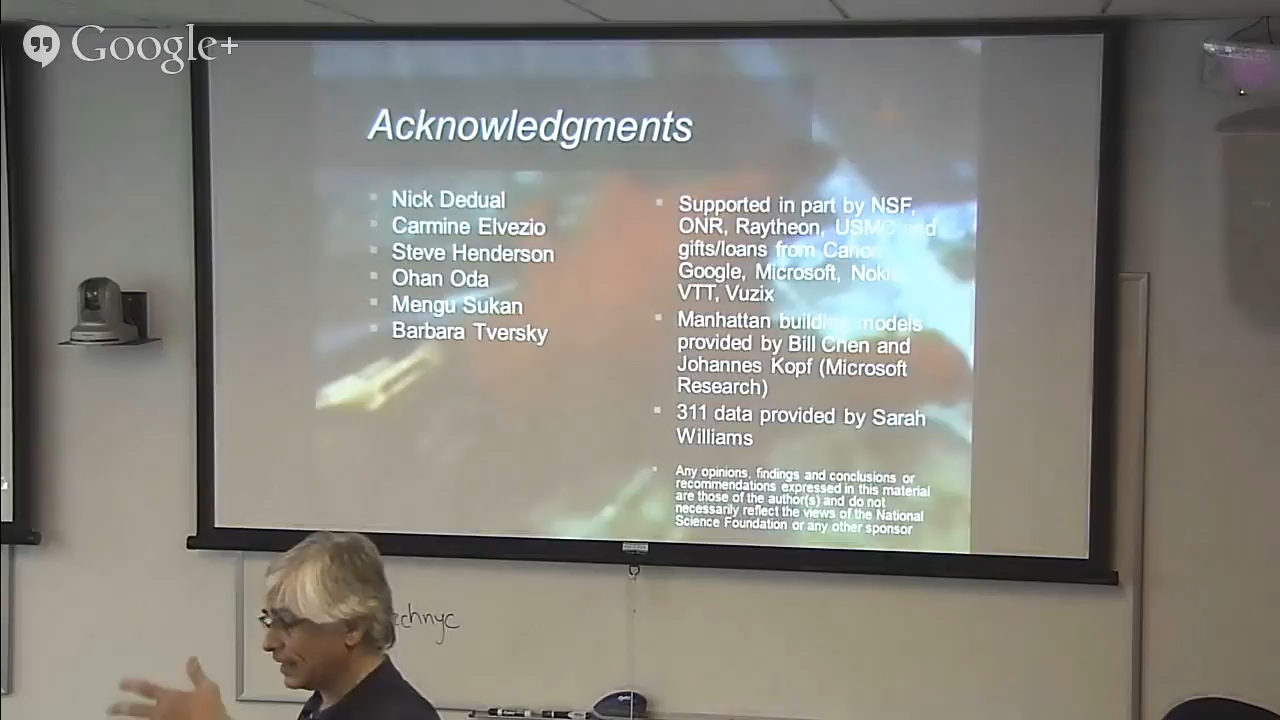 Google+
Acknowledgments
Nick Dedual
Carmine Elvezio
Steve Henderson
Ohan Oda
Mengu Sukan
Barbara Tversky
Supported in part by NSF,
ONR, Raytheon, USMC and
gifts/loans from Canon
Google, Microsoft, Nokia
VTT, Vuzix
Manhattan building models
provided by Bill Chen and
Johannes Kopf (Microsoft
Research)
311 data provided by Sarah
Williams
Any opinions, findings and conclusions or
recommendations expressed in this material
are those of the author(s) and do not
necessarily reflect the views of the National
Science Foundation or any other sponsor
chnyc